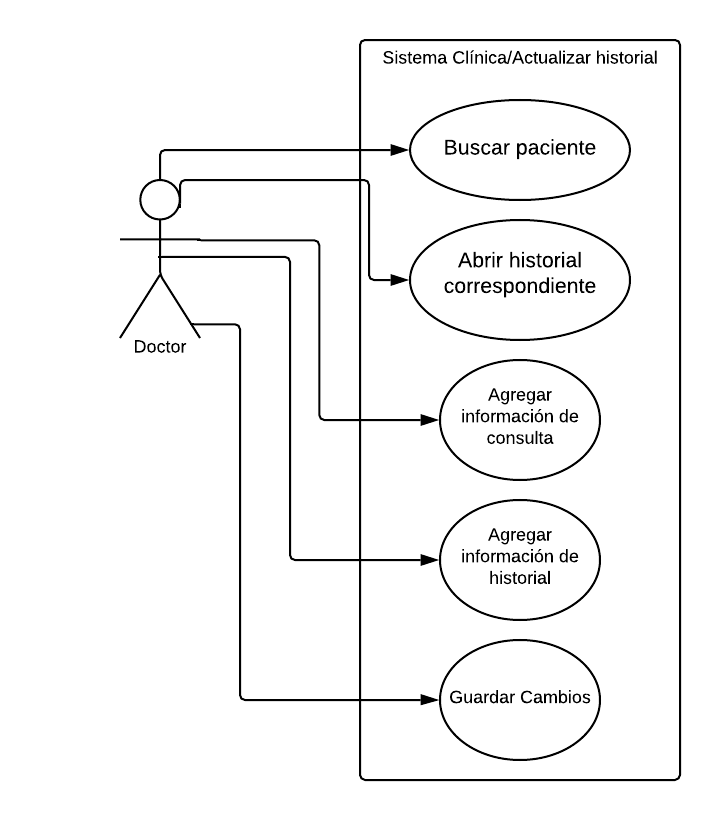 Sistema Clínica/Actualizar historial
Buscar paciente
Abrir historial
correspondiente
Doctor
Agregar
información de
consulta
Agregar
información de
historial
Guardar Cambios